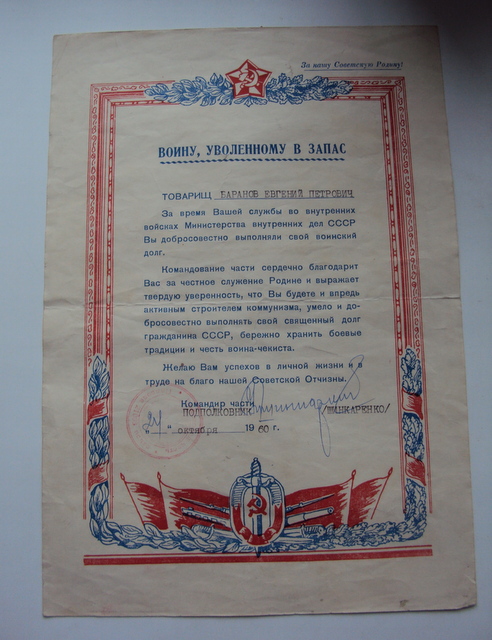 За нашу Советскую Родину!
ВОИНУ, УВОЛЕННОМУ В ЗАПАС
ТОВАРИЩ БАРАНОВ ЕВГЕНИЙ ПЕТРОВИЧ
За время Вашей службы во внутренних
войсках Министерства внутренних дел СССР
Вы добросовестно выполняли свой воинский
долг.
Командование части сердечно благодарит
Вас за честное служение Родине и выражает
твердую уверенность, что Вы будете и впредь
активным строителем коммунизма, умело и до-
бросовестно выполнять свой священный долг
гражданина СССР, бережно хранить боевые
традиции и честь воина-чекиста.
Желаю Вам успехов в личной жизни и в
труде на благо нашей Советской Отчизны.
Командир части
ПОДПОЛКОВНИК /ШАНКАРЕНКО/
„24" октября 1960 г.